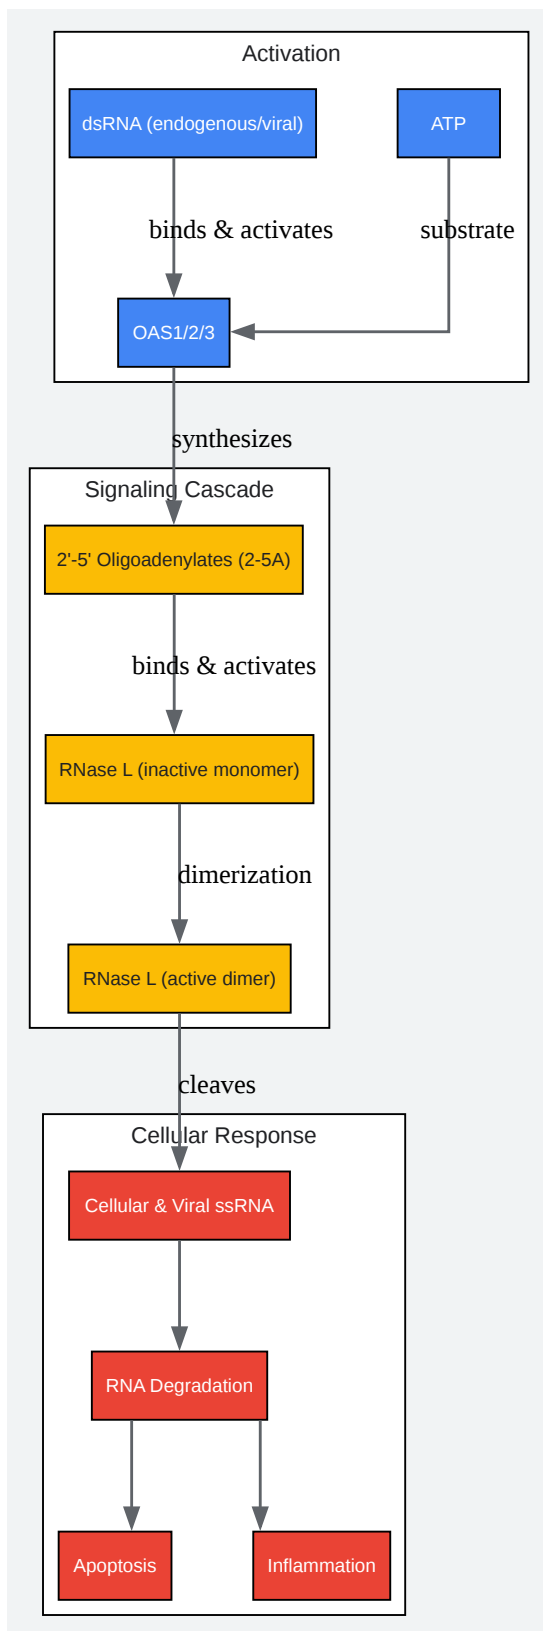 Activation
dsRNA (endogenous/viral)
ATP
binds & activates
substrate
OAS1/2/3
synthesizes
Signaling Cascade
2'-5' Oligoadenylates (2-5A)
binds & activates
RNase L (inactive monomer)
dimerization
RNase L (active dimer)
cleaves
Cellular Response
Cellular & Viral ssRNA
RNA Degradation
Apoptosis
Inflammation